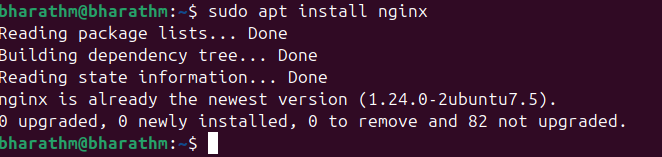 bharathm@bharathm:~$ sudo apt install nginx
Reading package lists... Done
Building dependency tree... Done
Reading state information... Done
nginx is already the newest version (1.24.0-2ubuntu7.5).
0 upgraded, 0 newly installed, 0 to remove and 82 not upgraded.
bharathm@bharathm:~$